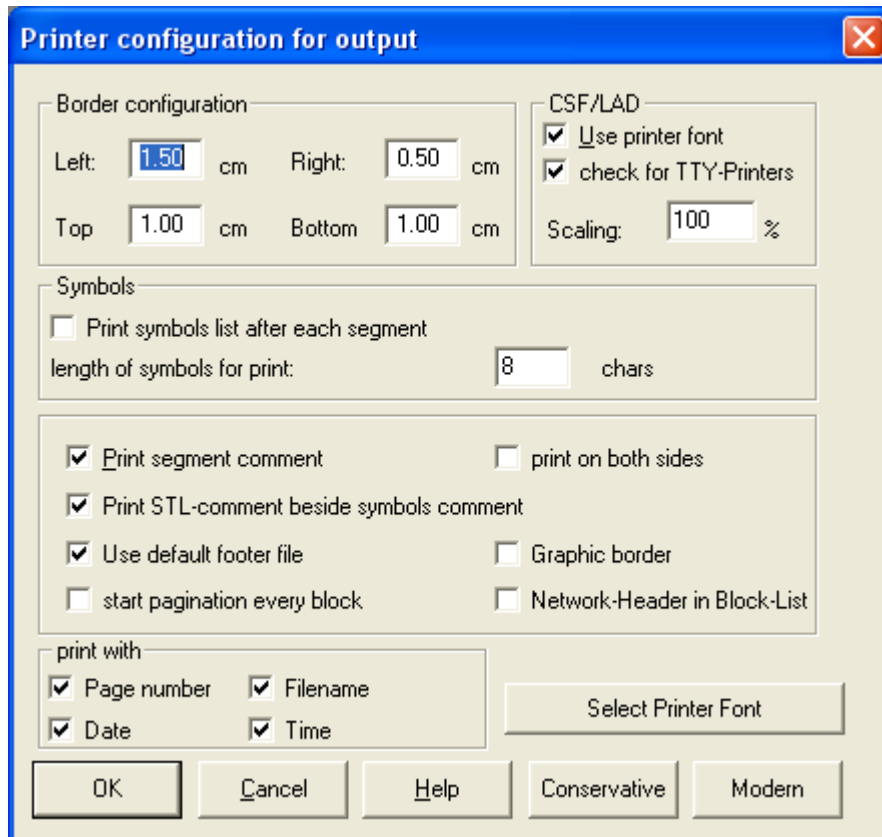 Printer configuration for output
Border configuration
Left: 1.50 cm Right: 0.50 cm
Top 1.00 cm Bottom 1.00 cm
CSF/LAD
Use printer font
check for TTY-Printers
Scaling: 100 %
Symbols
Print symbols list after each segment
length of symbols for print: 8 chars
Print segment comment
print on both sides
Print STL-comment beside symbols comment
Use default footer file
Graphic border
start pagination every block
Network-Header in Block-List
print with
Page number
Filename
Date
Time
Select Printer Font
OK
Cancel
Help
Conservative
Modern